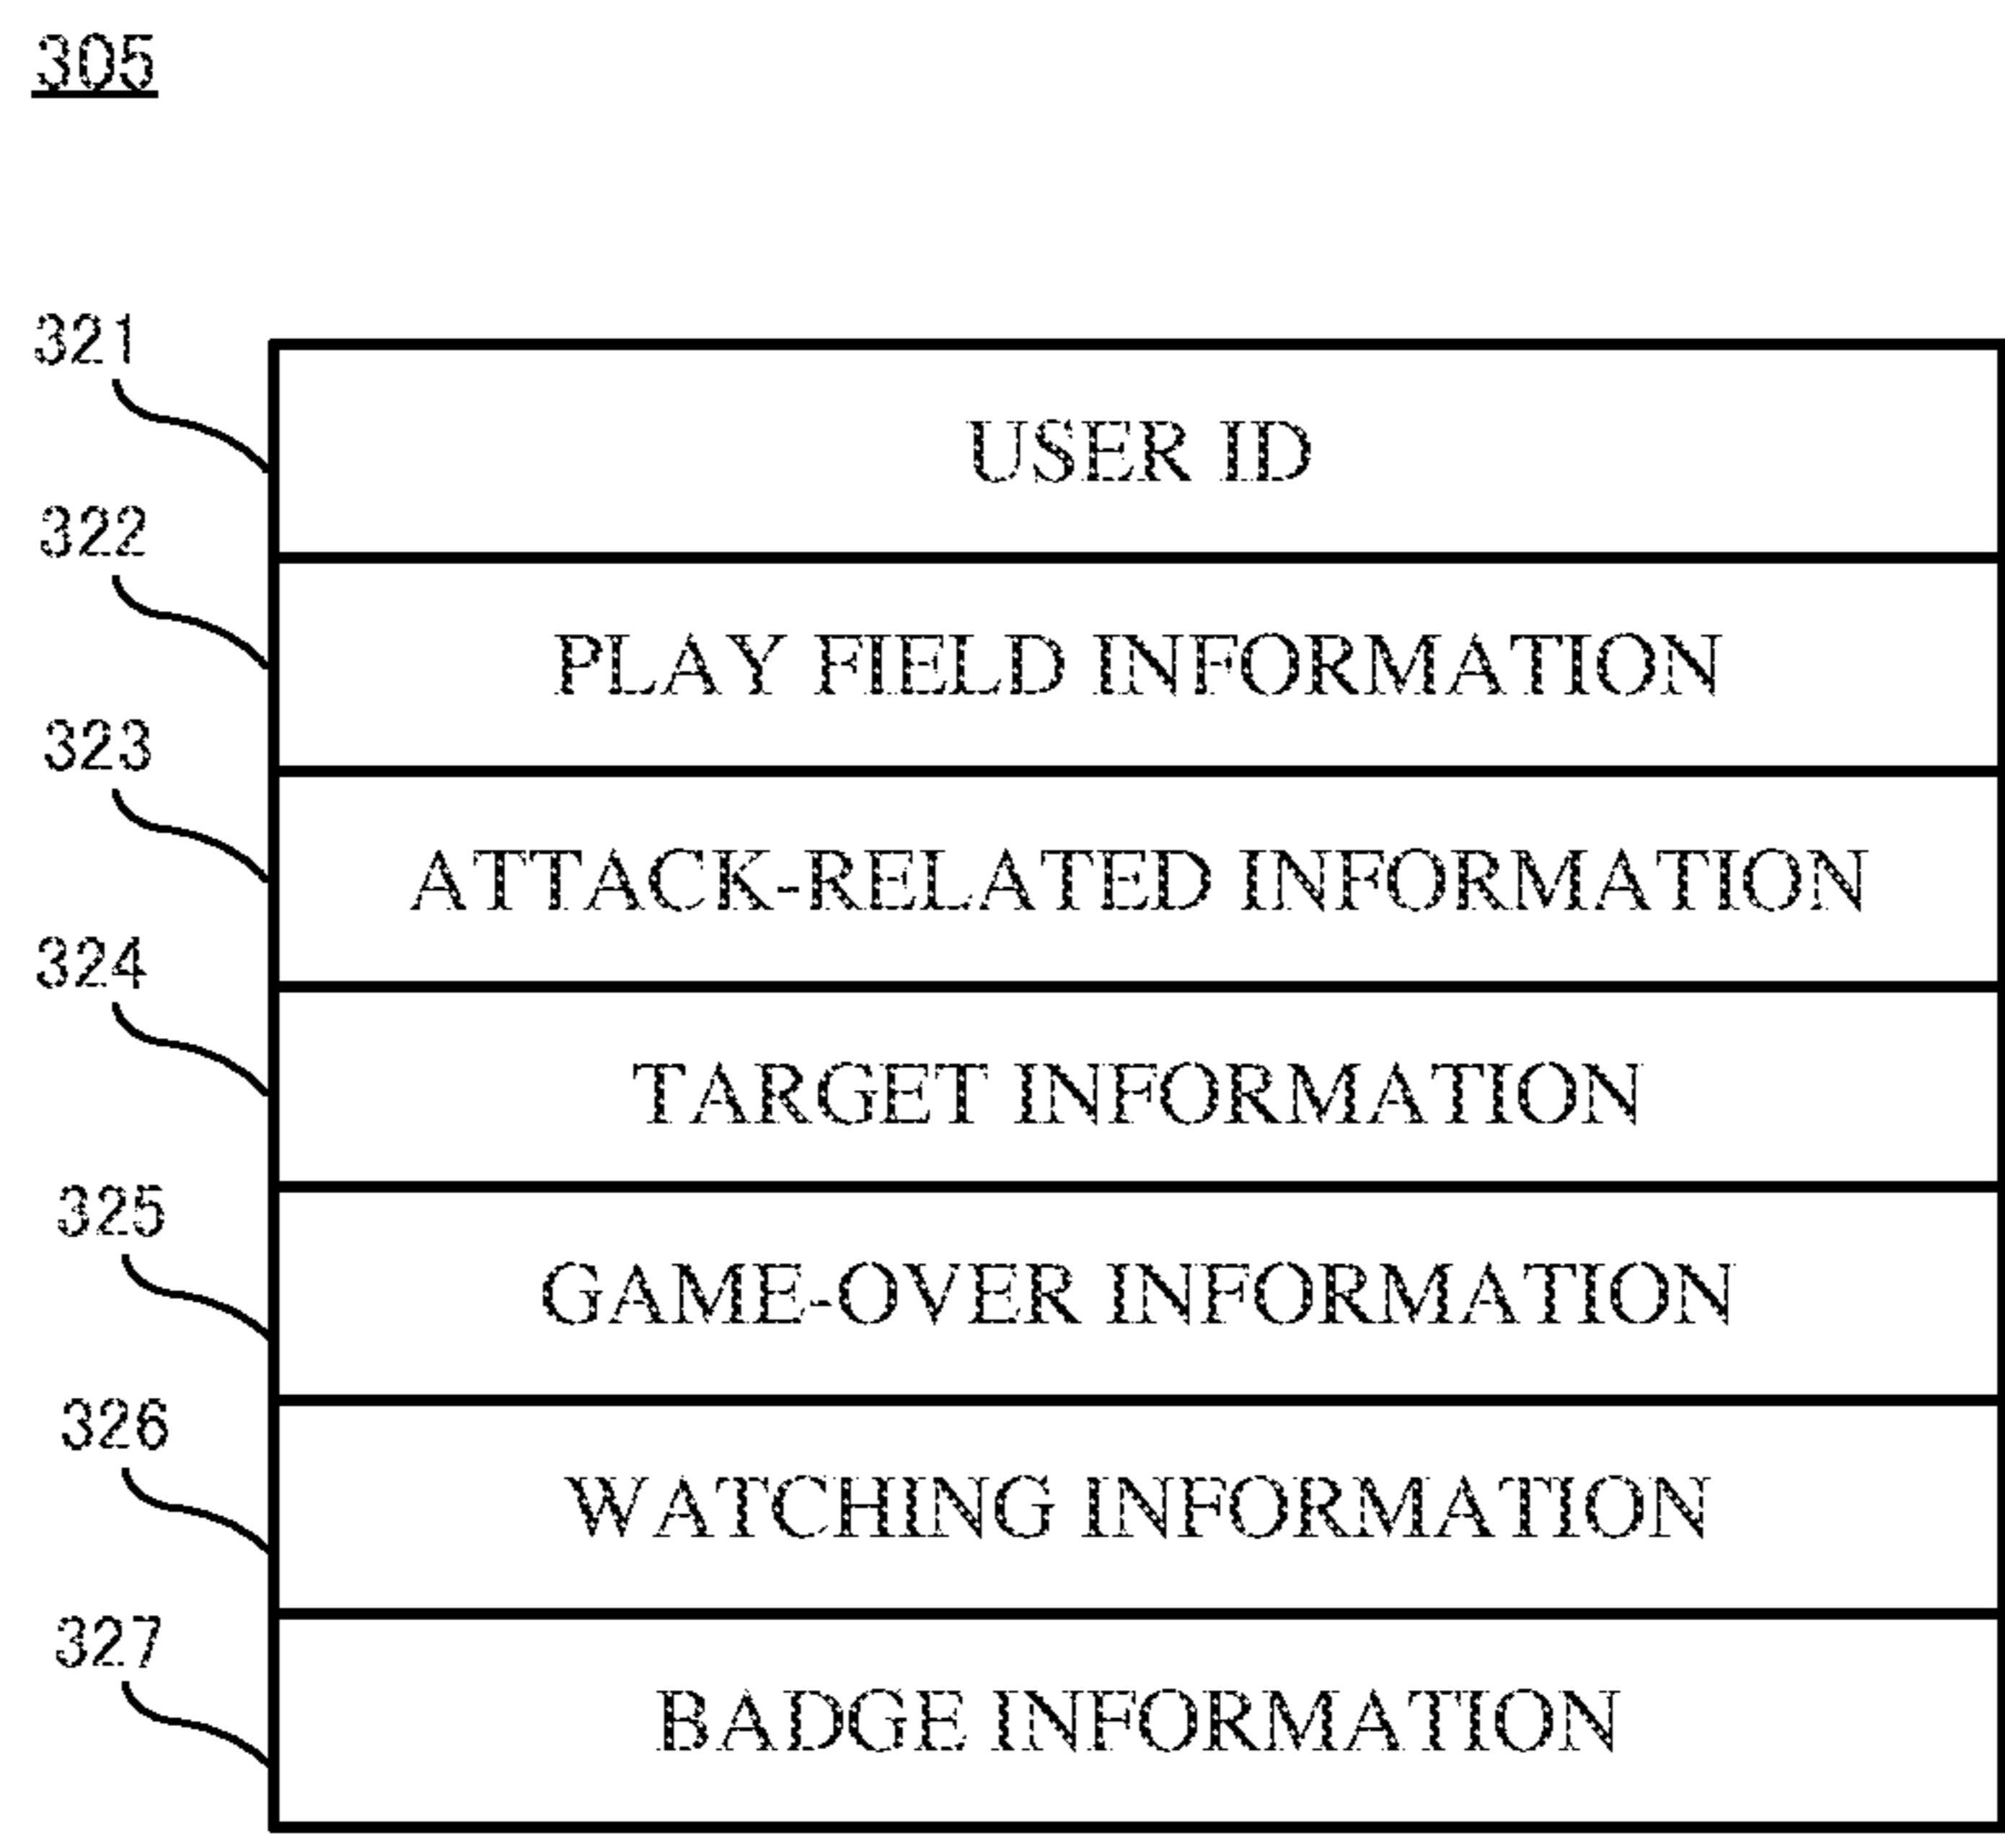 305
321
USER ID
322
PLAY FIELD INFORMATION
323
ATTACK-RELATED INFORMATION
324
TARGET INFORMATION
325
GAME-OVER INFORMATION
326
WATCHING INFORMATION
327
BADGE INFORMATION